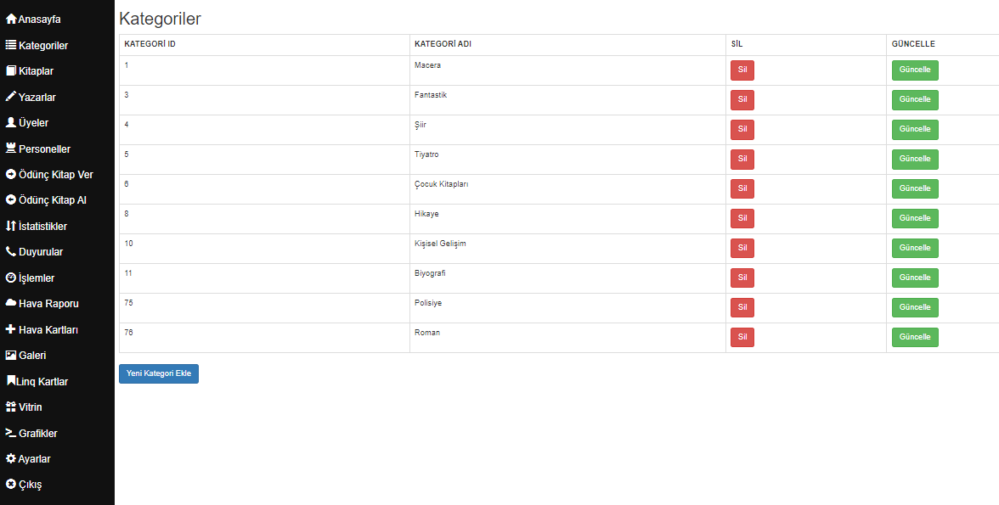 Anasayfa
Kategoriler
Kitaplar
Yazarlar
Üyeler
Personeller
Ödünç Kitap Ver
Ödünç Kitap Al
İstatistikler
Duyurular
İşlemler
Hava Raporu
Hava Kartları
Galeri
Linq Kartlar
Vitrin
Grafikler
Ayarlar
Çıkış
Kategoriler
KATEGORİ ID KATEGORİ ADI SİL GÜNCELLE
1 Macera Sil Güncelle
3 Fantastik Sil Güncelle
4 Şiir Sil Güncelle
5 Tiyatro Sil Güncelle
6 Çocuk Kitapları Sil Güncelle
8 Hikaye Sil Güncelle
10 Kişisel Gelişim Sil Güncelle
11 Biyografi Sil Güncelle
75 Polisiye Sil Güncelle
76 Roman Sil Güncelle
Yeni Kategori Ekle